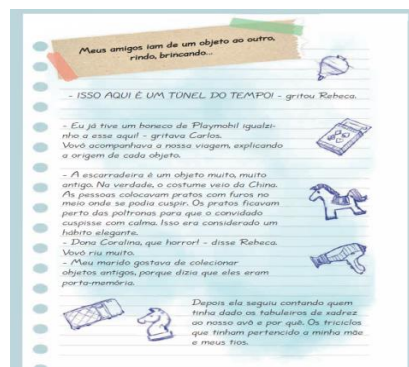 Meus amigos iam de um objeto ao outro,
rindo, brincando...
- ISSO AQUI É UM TÚNEL DO TEMPO! - gritou Rebeca.
- Eu já tive um boneco de Playmobil igualzi-
nho a esse aqui! - gritava Carlos.
Vovó acompanhava a nossa viagem, explicando
a origem de cada objeto.
- A escarradeira é um objeto muito, muito
antigo. Na verdade, o costume veio da China.
As pessoas colocavam pratos com furos no
meio onde se podia cuspir. Os pratos ficavam
perto das poltronas para que o convidado
cuspisse com calma. Isso era considerado um
hábito elegante.
- Dona Coralina, que horror! - disse Rebeca.
Vovó riu muito.
- Meu marido gostava de colecionar
objetos antigos, porque dizia que eles eram
porta-memória.
Depois ela seguiu contando quem
tinha dado os tabuleiros de xadrez
ao nosso avô e por quê. Os triciclos
que tinham pertencido a minha mãe
e meus tios.